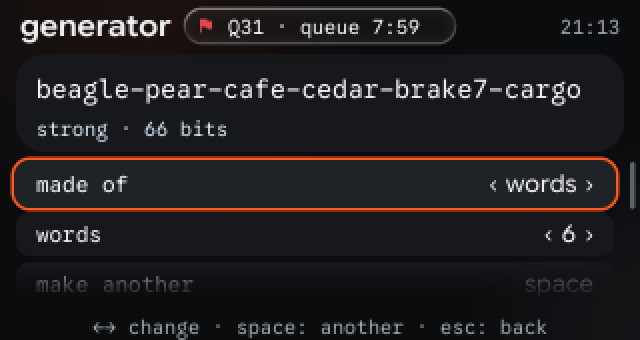 generator Q31 · queue 7:59 21:13
beagle-pear-cafe-cedar-brake7-cargo
strong · 66 bits
made of ‹ words ›
words ‹ 6 ›
make another space
↔ change · space: another · esc: back